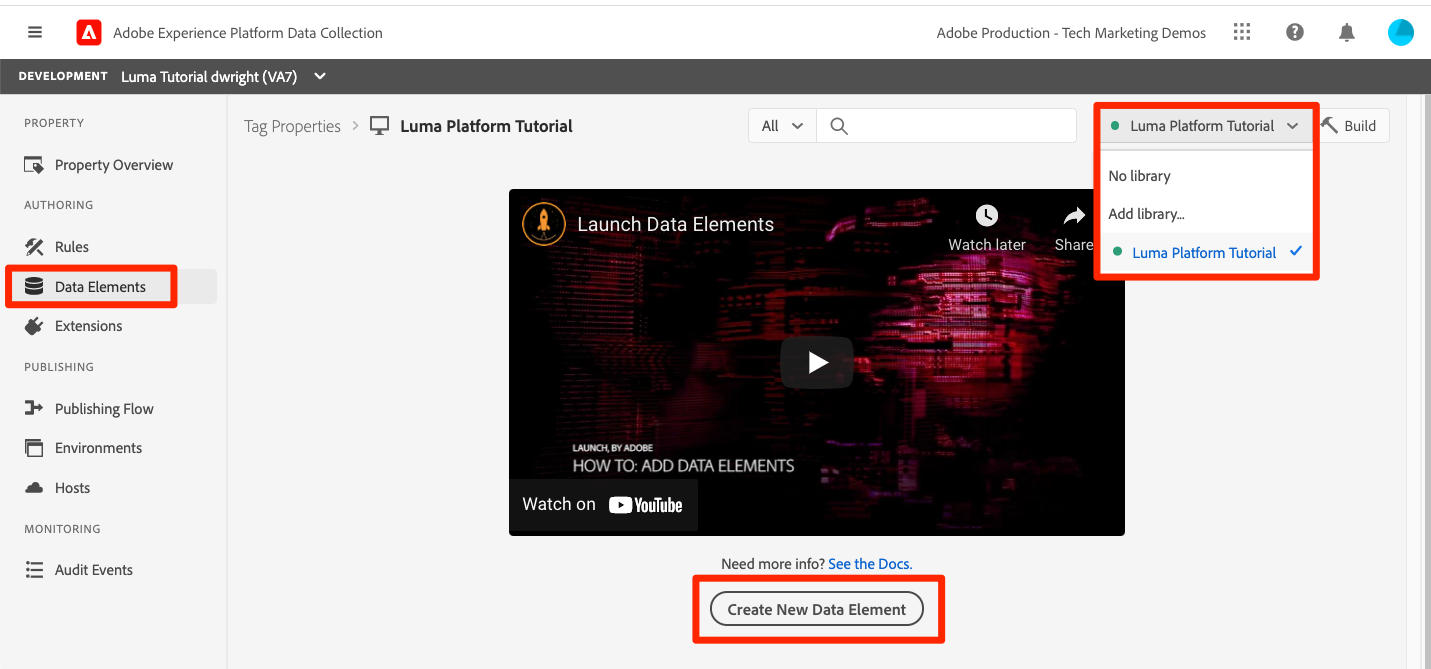 Adobe Experience Platform Data Collection
Adobe Production - Tech Marketing Demos
DEVELOPMENT Luma Tutorial dwright (VA7)
PROPERTY
Property Overview
AUTHORING
Rules
Data Elements
Extensions
PUBLISHING
Publishing Flow
Environments
Hosts
MONITORING
Audit Events
Tag Properties > Luma Platform Tutorial
All
Luma Platform Tutorial
Build
No library
Add library...
Luma Platform Tutorial
Launch Data Elements
Watch later
Share
LAUNCH, BY ADOBE
HOW TO: ADD DATA ELEMENTS
Watch on YouTube
Need more info? See the Docs.
Create New Data Element